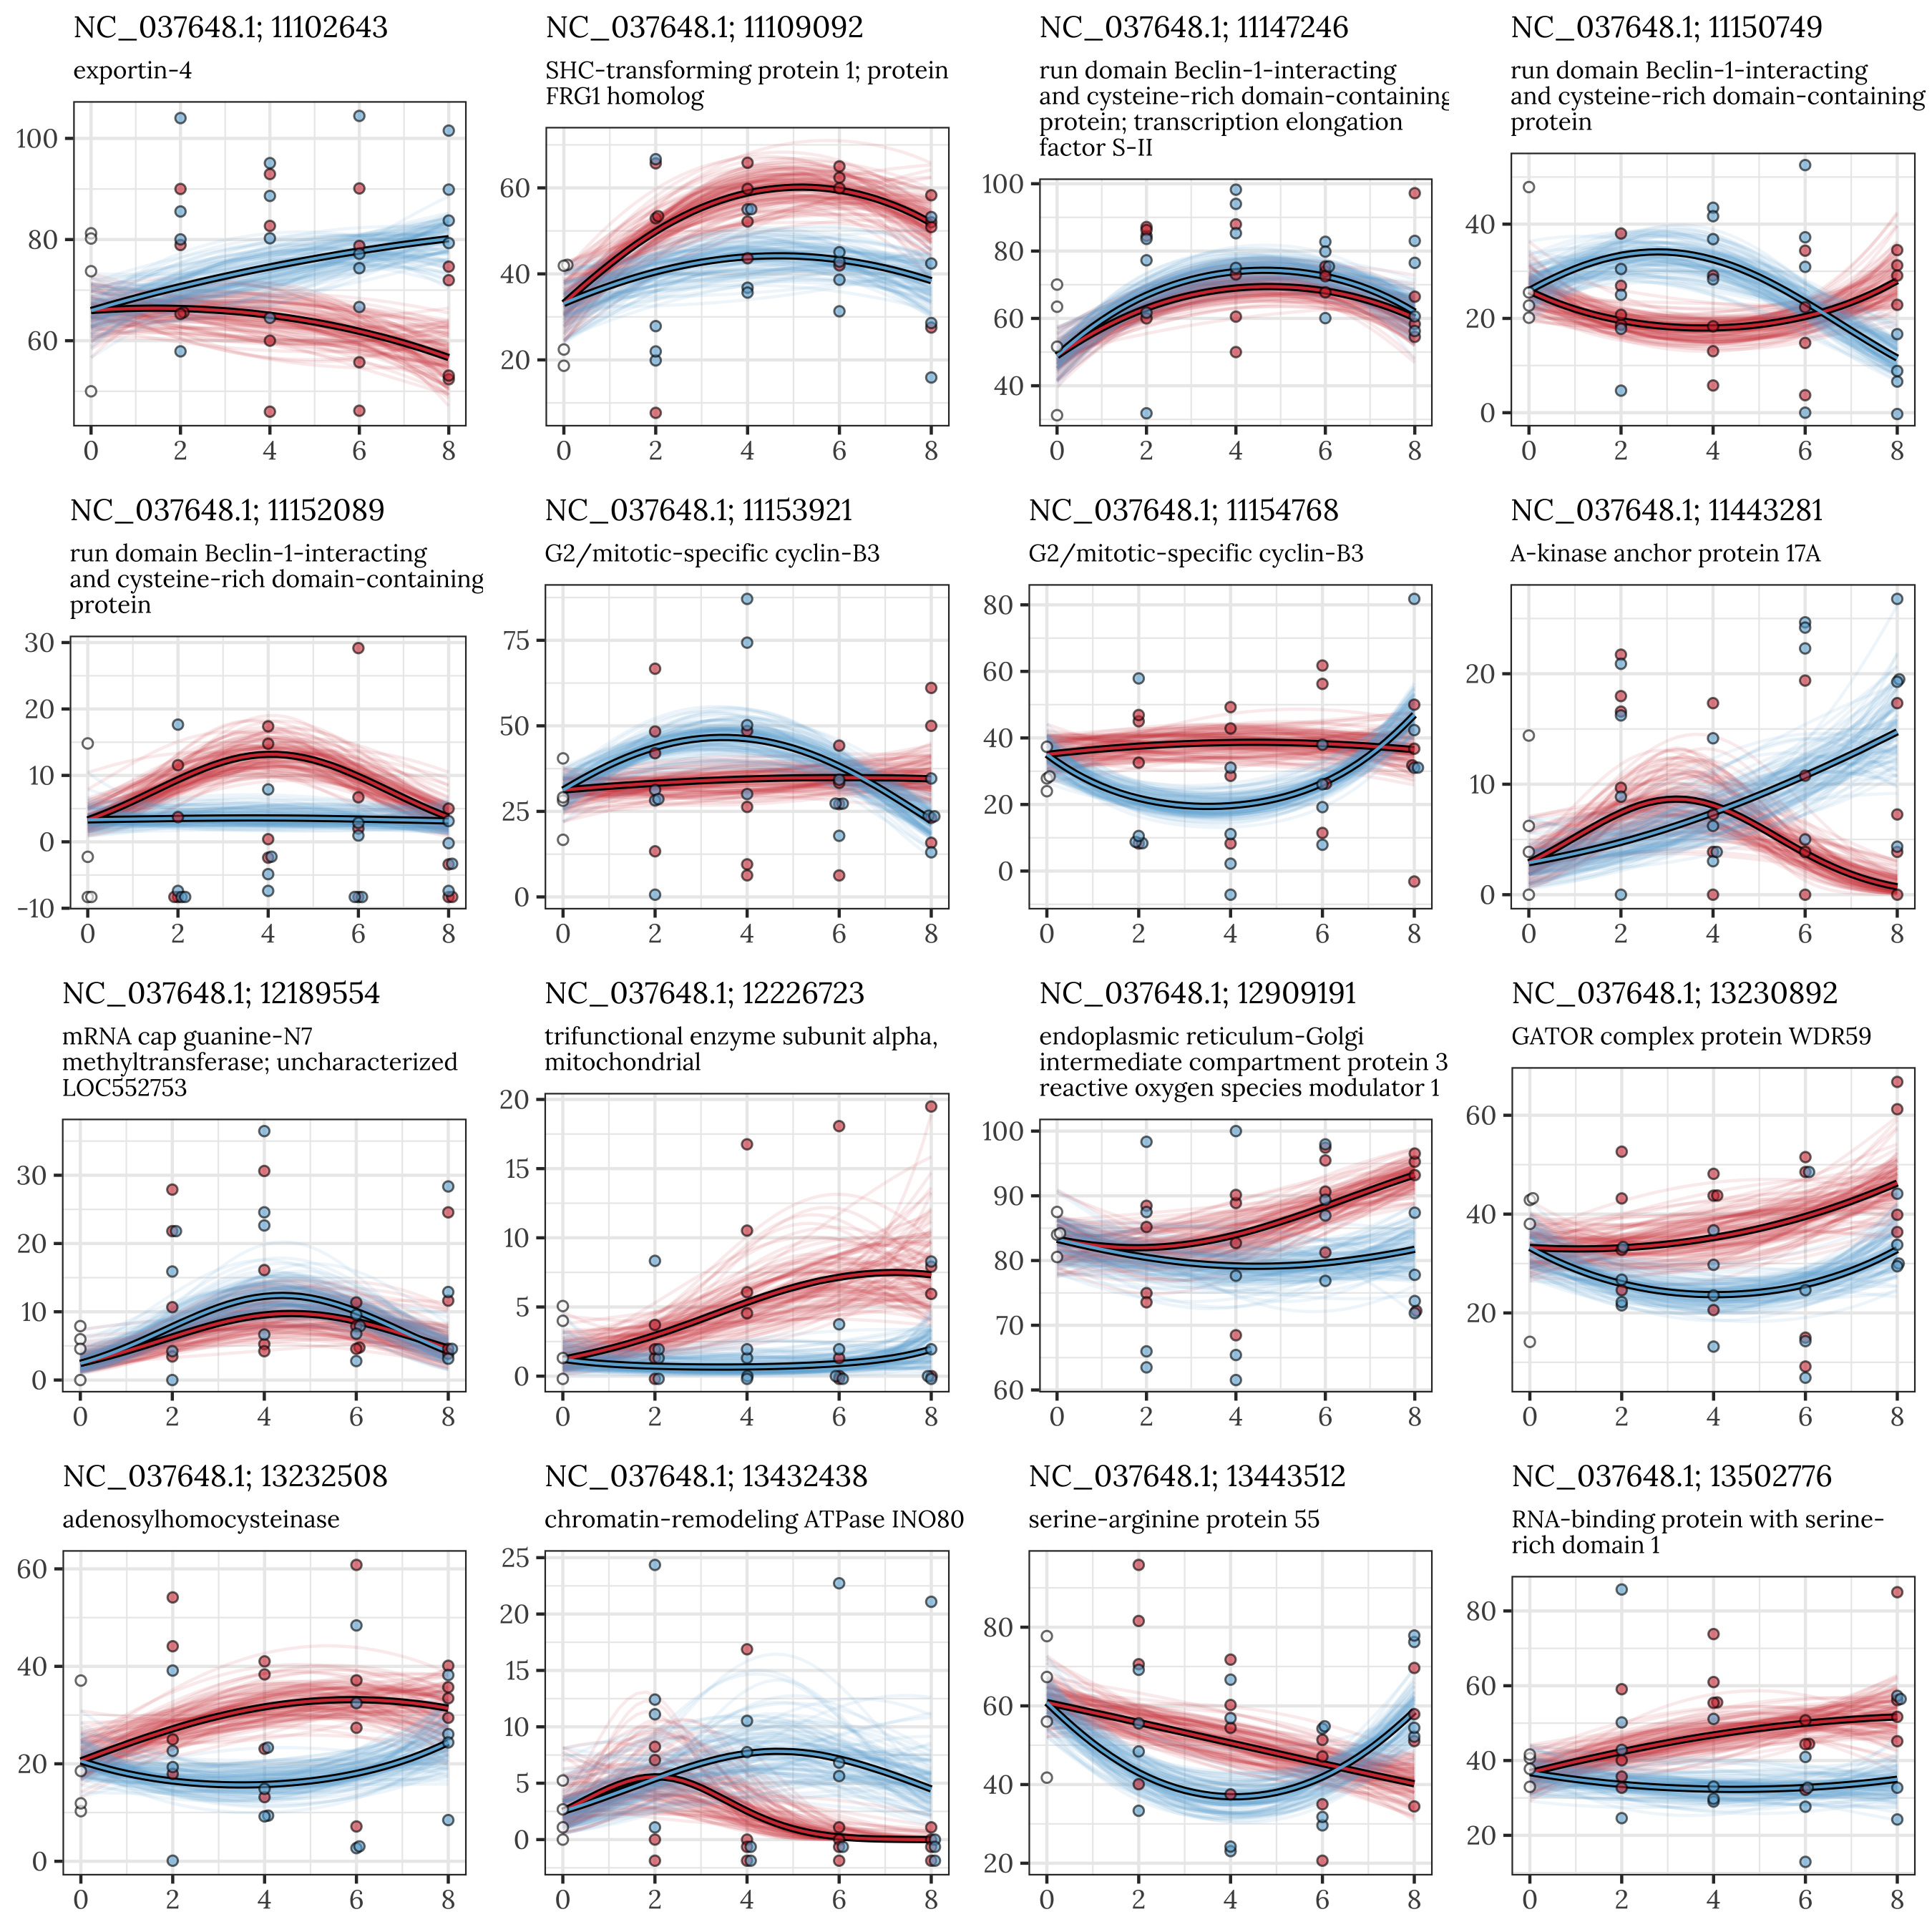 NC_037648.1; 11102643
exportin-4
100
80
60
0 2 4 6 8
NC_037648.1; 11109092
SHC-transforming protein 1; protein
FRG1 homolog
60
40
20
0 2 4 6 8
NC_037648.1; 11147246
run domain Beclin-1-interacting
and cysteine-rich domain-containing
protein; transcription elongation
factor S-II
100
80
60
40
0 2 4 6 8
NC_037648.1; 11150749
run domain Beclin-1-interacting
and cysteine-rich domain-containing
protein
40
20
0
0 2 4 6 8
NC_037648.1; 11152089
run domain Beclin-1-interacting
and cysteine-rich domain-containing
protein
30
20
10
0
-10
0 2 4 6 8
NC_037648.1; 11153921
G2/mitotic-specific cyclin-B3
75
50
25
0
0 2 4 6 8
NC_037648.1; 11154768
G2/mitotic-specific cyclin-B3
80
60
40
20
0
0 2 4 6 8
NC_037648.1; 11443281
A-kinase anchor protein 17A
20
10
0
0 2 4 6 8
NC_037648.1; 12189554
mRNA cap guanine-N7
methyltransferase; uncharacterized
LOC552753
30
20
10
0
0 2 4 6 8
NC_037648.1; 12226723
trifunctional enzyme subunit alpha,
mitochondrial
20
15
10
5
0
0 2 4 6 8
NC_037648.1; 12909191
endoplasmic reticulum-Golgi
intermediate compartment protein 3
reactive oxygen species modulator 1
100
90
80
70
60
0 2 4 6 8
NC_037648.1; 13230892
GATOR complex protein WDR59
60
40
20
0 2 4 6 8
NC_037648.1; 13232508
adenosylhomocysteinase
60
40
20
0
0 2 4 6 8
NC_037648.1; 13432438
chromatin-remodeling ATPase INO80
25
20
15
10
5
0
0 2 4 6 8
NC_037648.1; 13443512
serine-arginine protein 55
80
60
40
20
0 2 4 6 8
NC_037648.1; 13502776
RNA-binding protein with serine-
rich domain 1
80
60
40
20
0 2 4 6 8